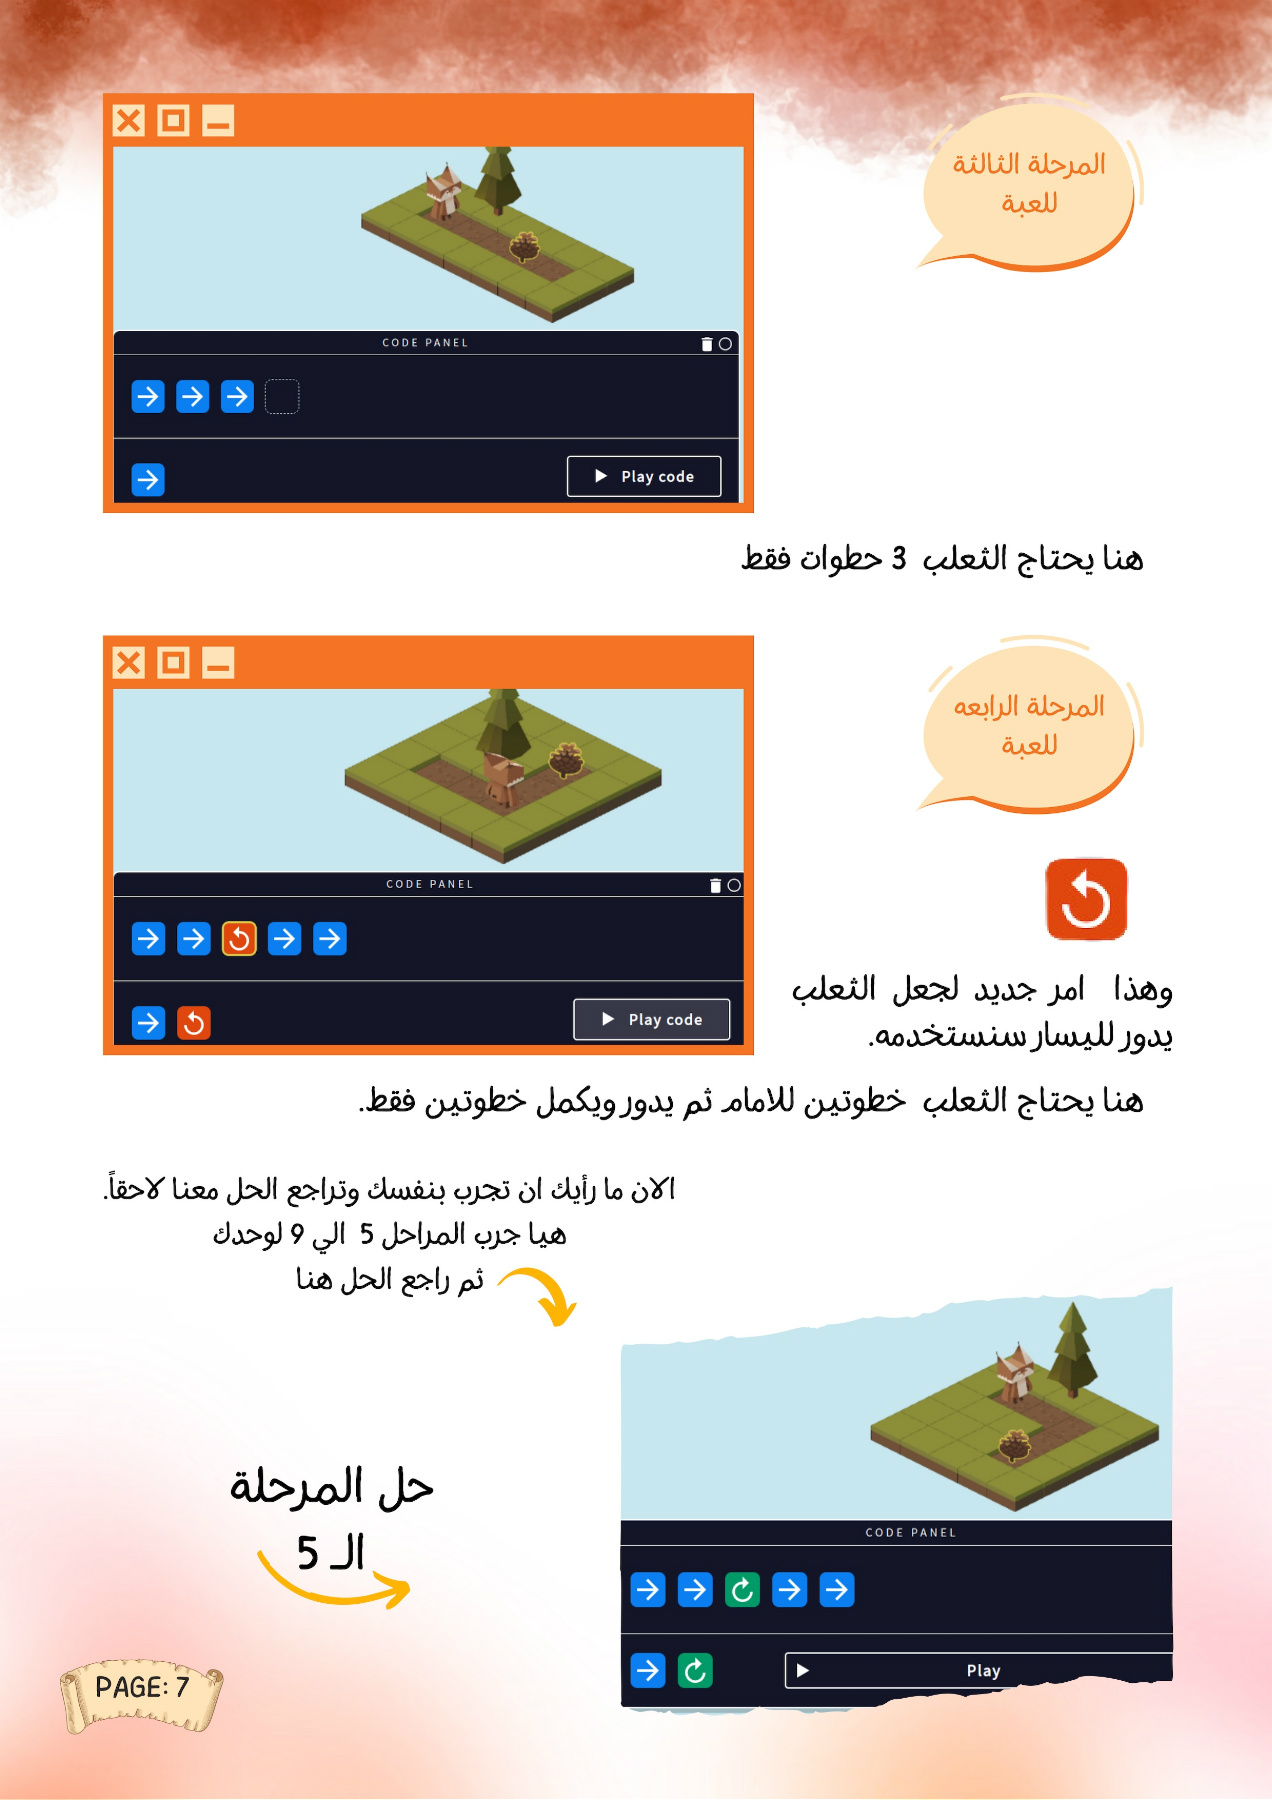 المرحلة الثالثة
للعبة
CODE PANEL
Play code
هنا يحتاج الثعلب 3 حطوات فقط
المرحلة الرابعه
للعبة
CODE PANEL
Play code
وهذا امر جديد لجعل الثعلب
يدور لليسار سنستخدمه.
هنا يحتاج الثعلب خطوتين للامام ثم يدور ويكمل خطوتين فقط.
الان ما رأيك ان تجرب بنفسك وتراجع الحل معنا لاحقاً.
هيا جرب المراحل 5 الي 9 لوحدك
ثم راجع الحل هنا
حل المرحلة
الـ 5
CODE PANEL
Play
PAGE: 7